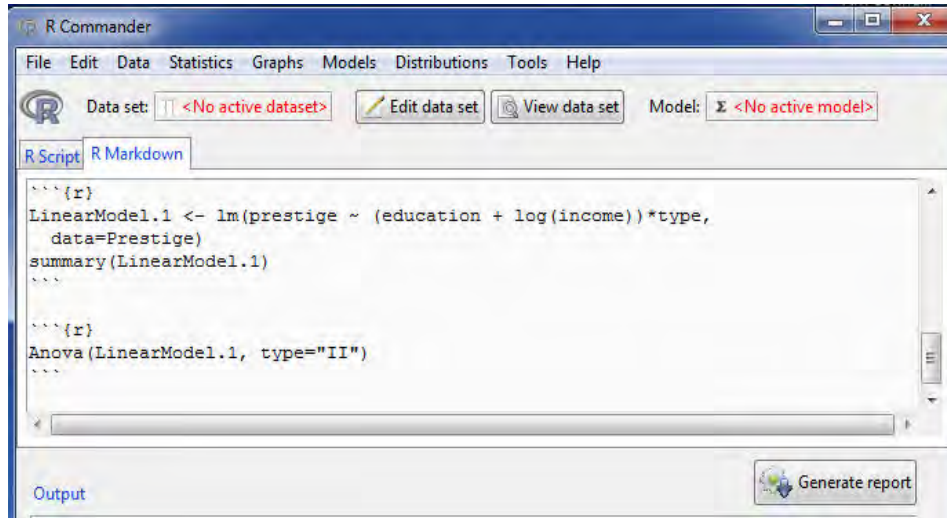 R Commander
File Edit Data Statistics Graphs Models Distributions Tools Help
Data set: <No active dataset> Edit data set View data set Model: Σ <No active model>
R Script R Markdown
```{r}
LinearModel.1 <- lm(prestige ~ (education + log(income))*type,
  data=Prestige)
summary(LinearModel.1)
```
```{r}
Anova(LinearModel.1, type="II")
```
Generate report
Output